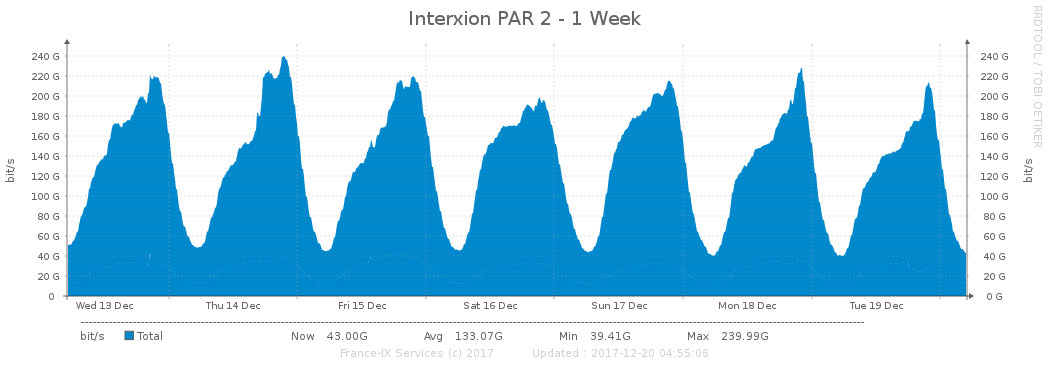 Interxion PAR 2 - 1 Week
RRDTOOL / TOBI OETIKER
240 G 240 G
220 G 220 G
200 G 200 G
180 G 180 G
160 G 160 G
140 G 140 G
120 G 120 G
100 G 100 G
80 G 80 G
60 G 60 G
40 G 40 G
20 G 20 G
0 0 G
bit/s bit/s
Wed 13 Dec Thu 14 Dec Fri 15 Dec Sat 16 Dec Sun 17 Dec Mon 18 Dec Tue 19 Dec
bit/s Total Now 43.00G Avg 133.07G Min 39.41G Max 239.99G
France-IX Services (c) 2017 Updated : 2017-12-20 04:55:06